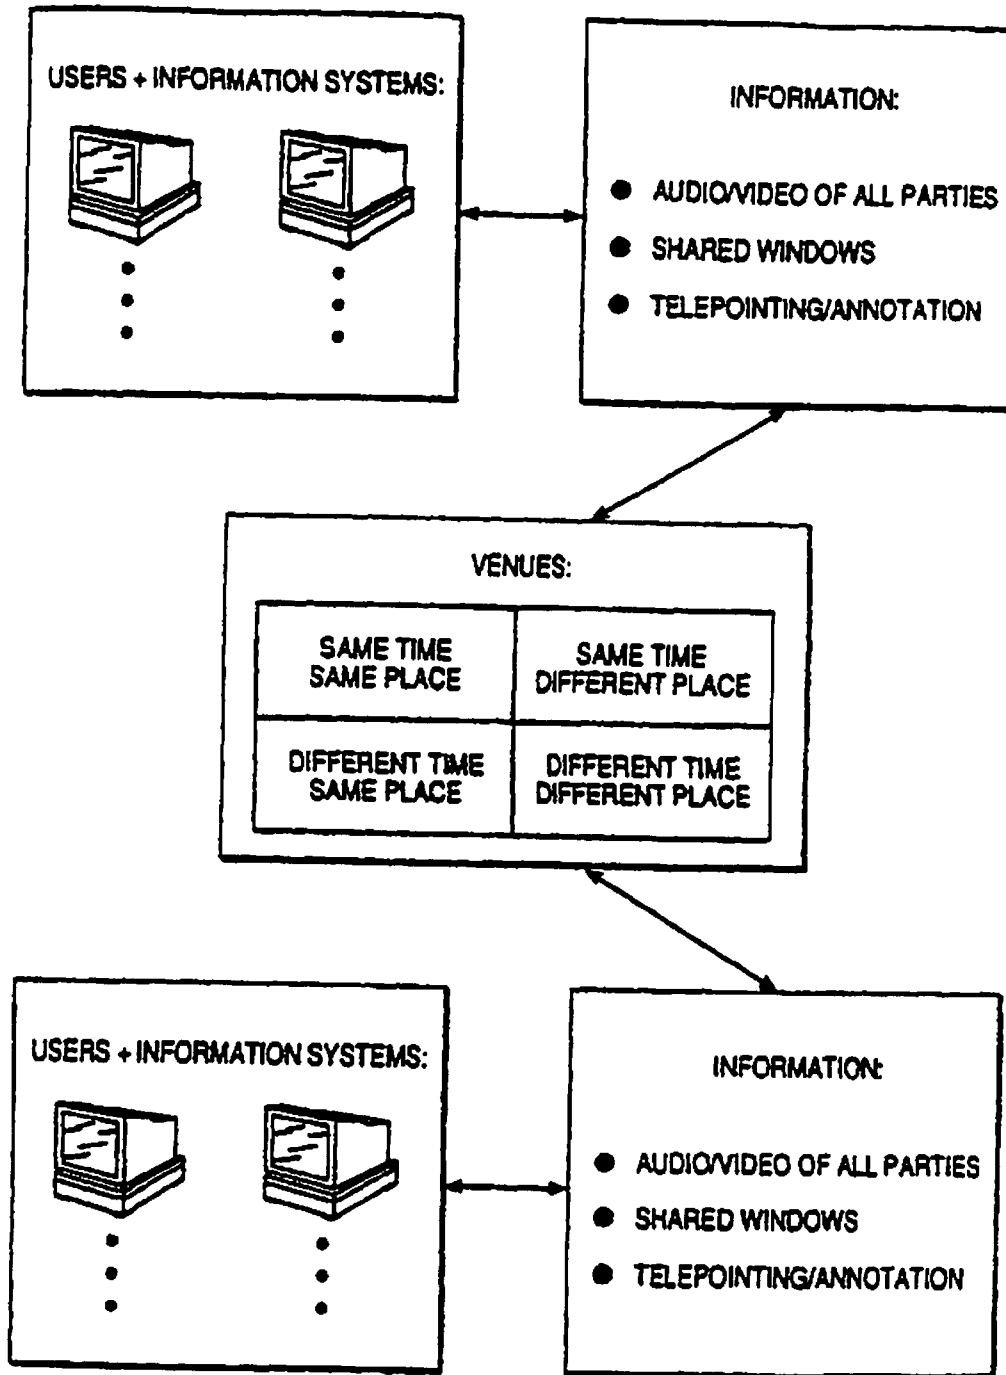 USERS + INFORMATION SYSTEMS:
INFORMATION:
● AUDIO/VIDEO OF ALL PARTIES
● SHARED WINDOWS
● TELEPOINTING/ANNOTATION
VENUES:
SAME TIME
SAME PLACE
SAME TIME
DIFFERENT PLACE
DIFFERENT TIME
SAME PLACE
DIFFERENT TIME
DIFFERENT PLACE
USERS + INFORMATION SYSTEMS:
INFORMATION:
● AUDIO/VIDEO OF ALL PARTIES
● SHARED WINDOWS
● TELEPOINTING/ANNOTATION